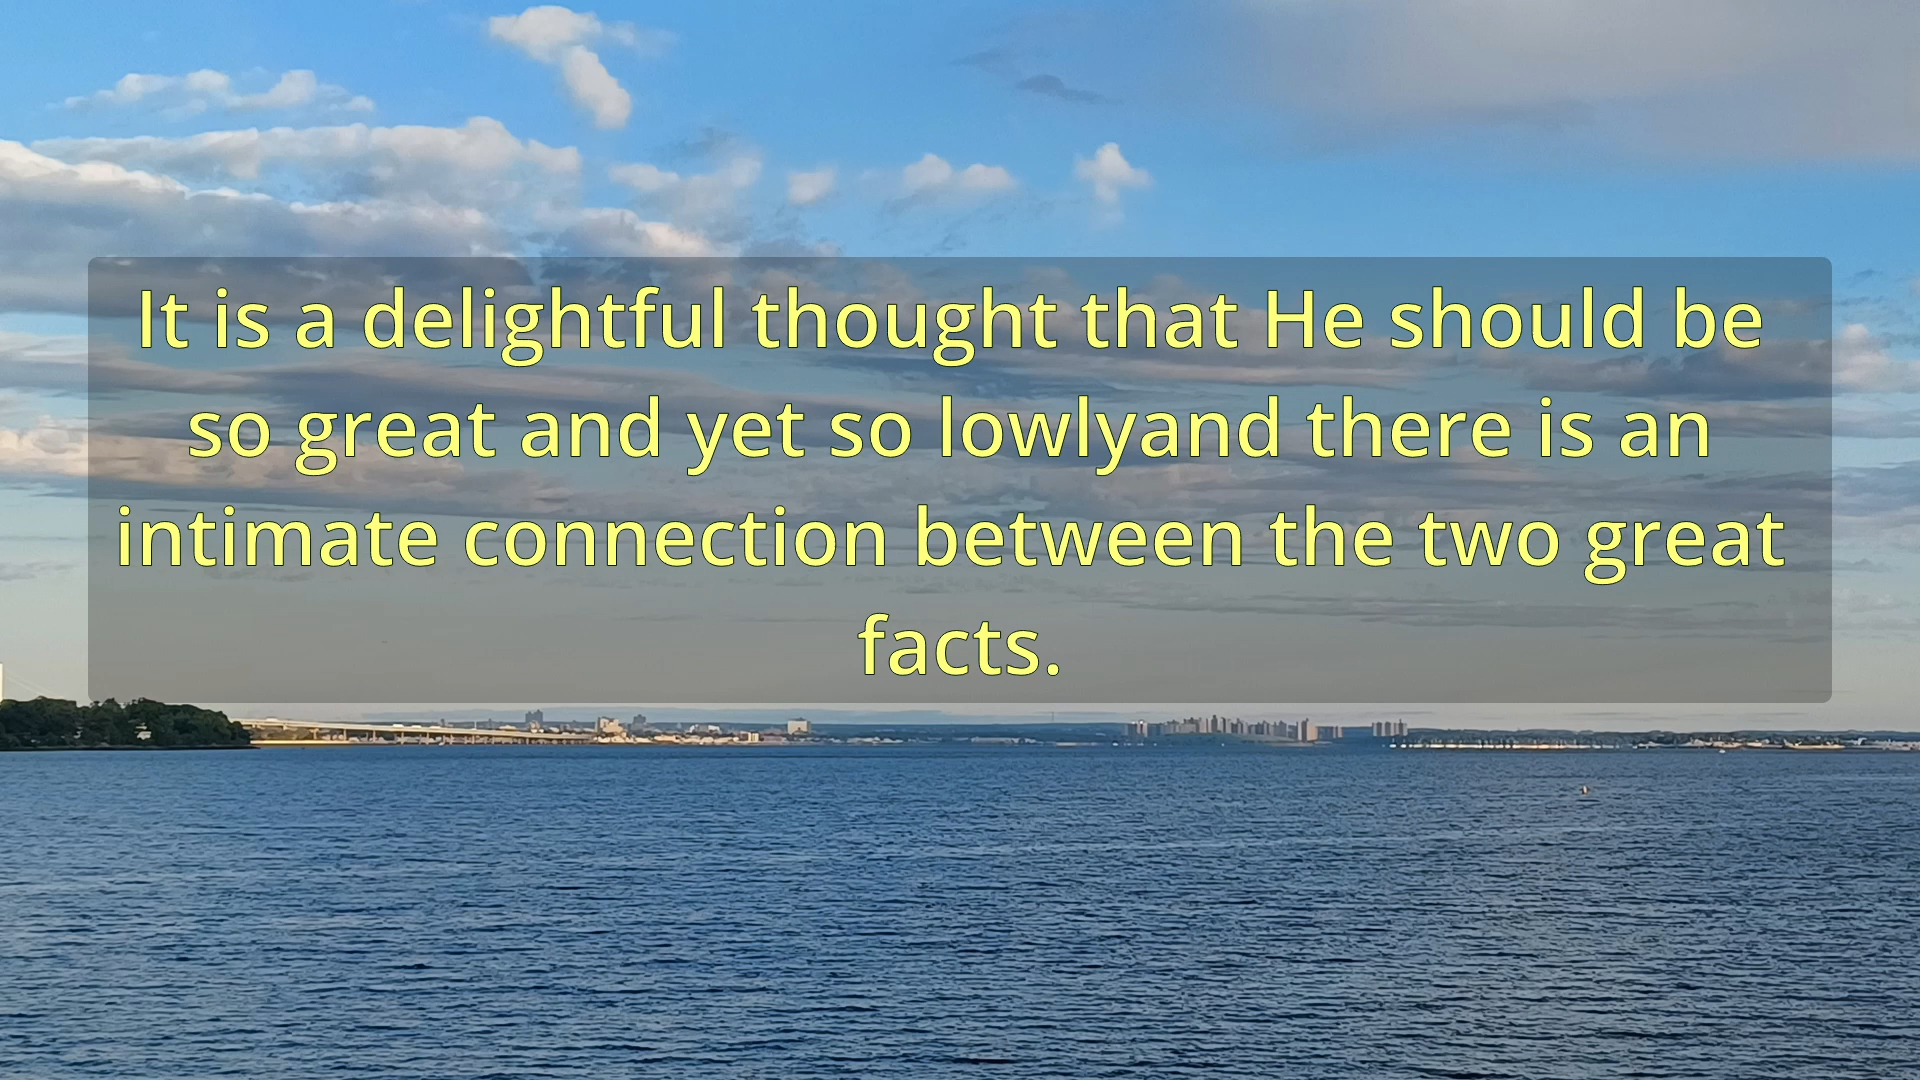 It is a delightful thought that He should be
so great and yet so lowlyand there is an
intimate connection between the two great
facts.